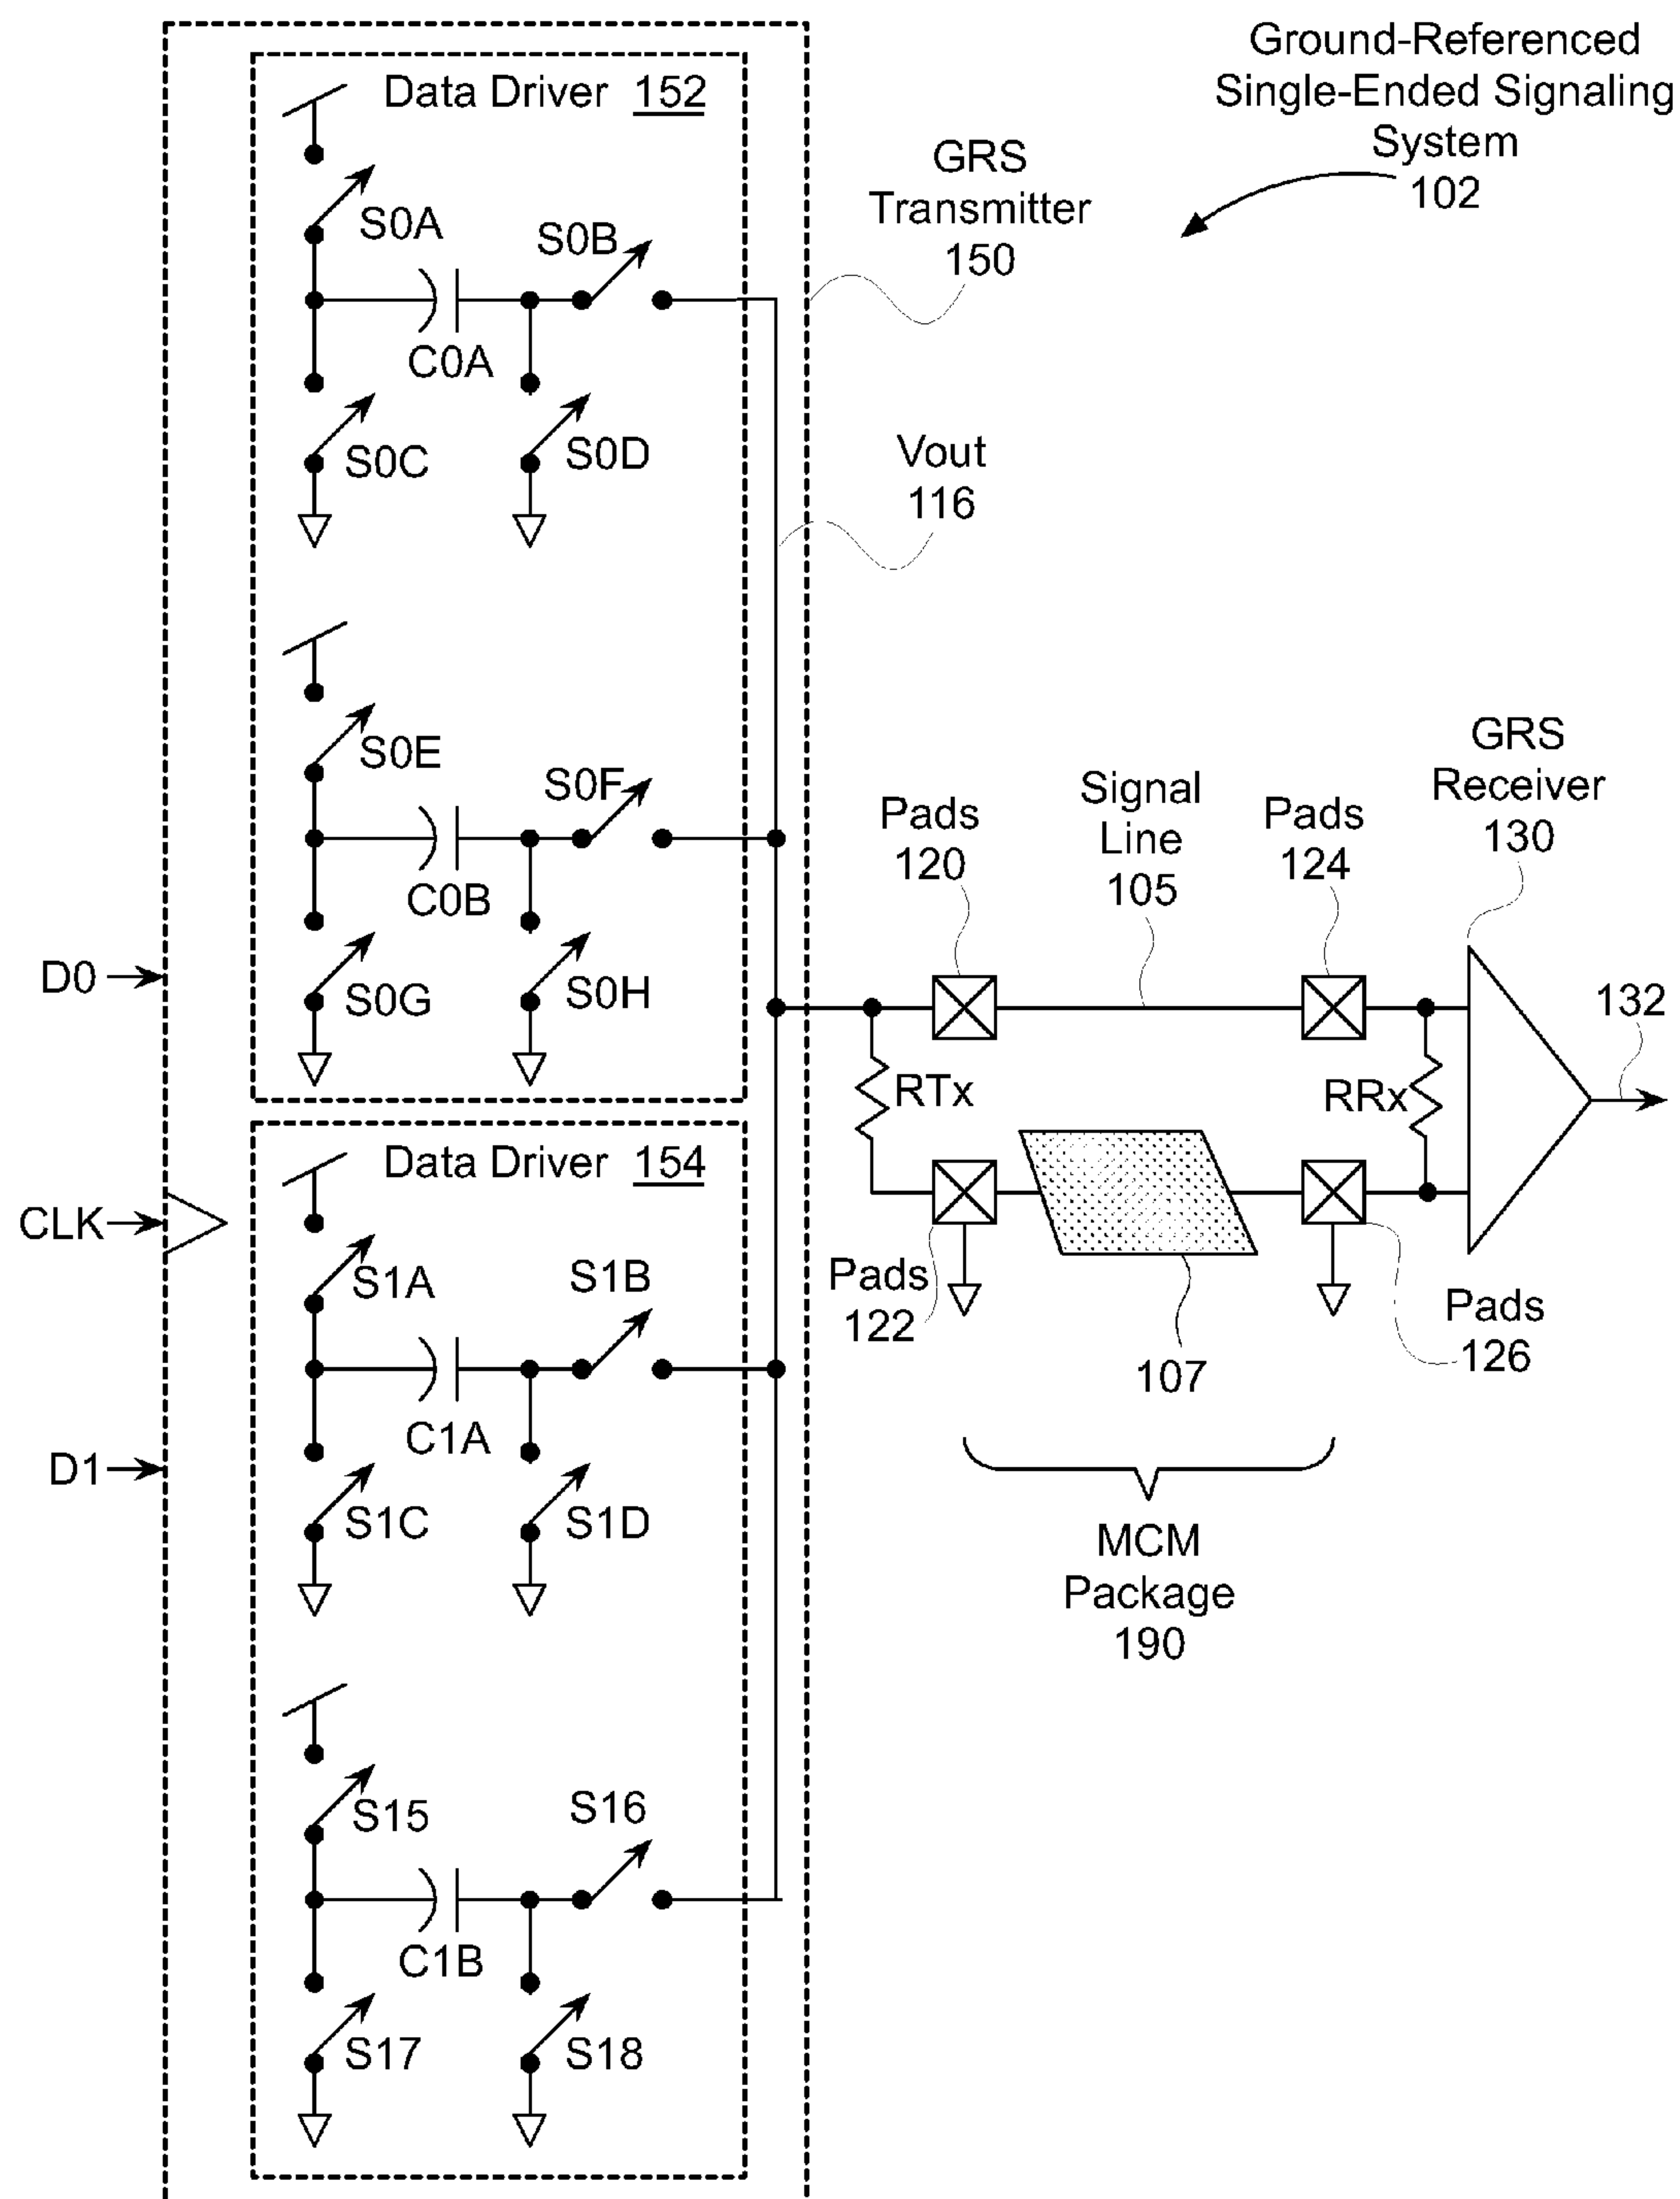 Ground-Referenced
Single-Ended Signaling
System
102
Data Driver 152
GRS
Transmitter
150
S0A
S0B
C0A
S0C
S0D
Vout
116
S0E
S0F
C0B
S0G
S0H
D0
Pads
120
Signal
Line
105
Pads
124
GRS
Receiver
130
132
RTx
RRx
Data Driver 154
CLK
S1A
S1B
C1A
S1C
S1D
D1
Pads
122
107
Pads
126
MCM
Package
190
S15
S16
C1B
S17
S18